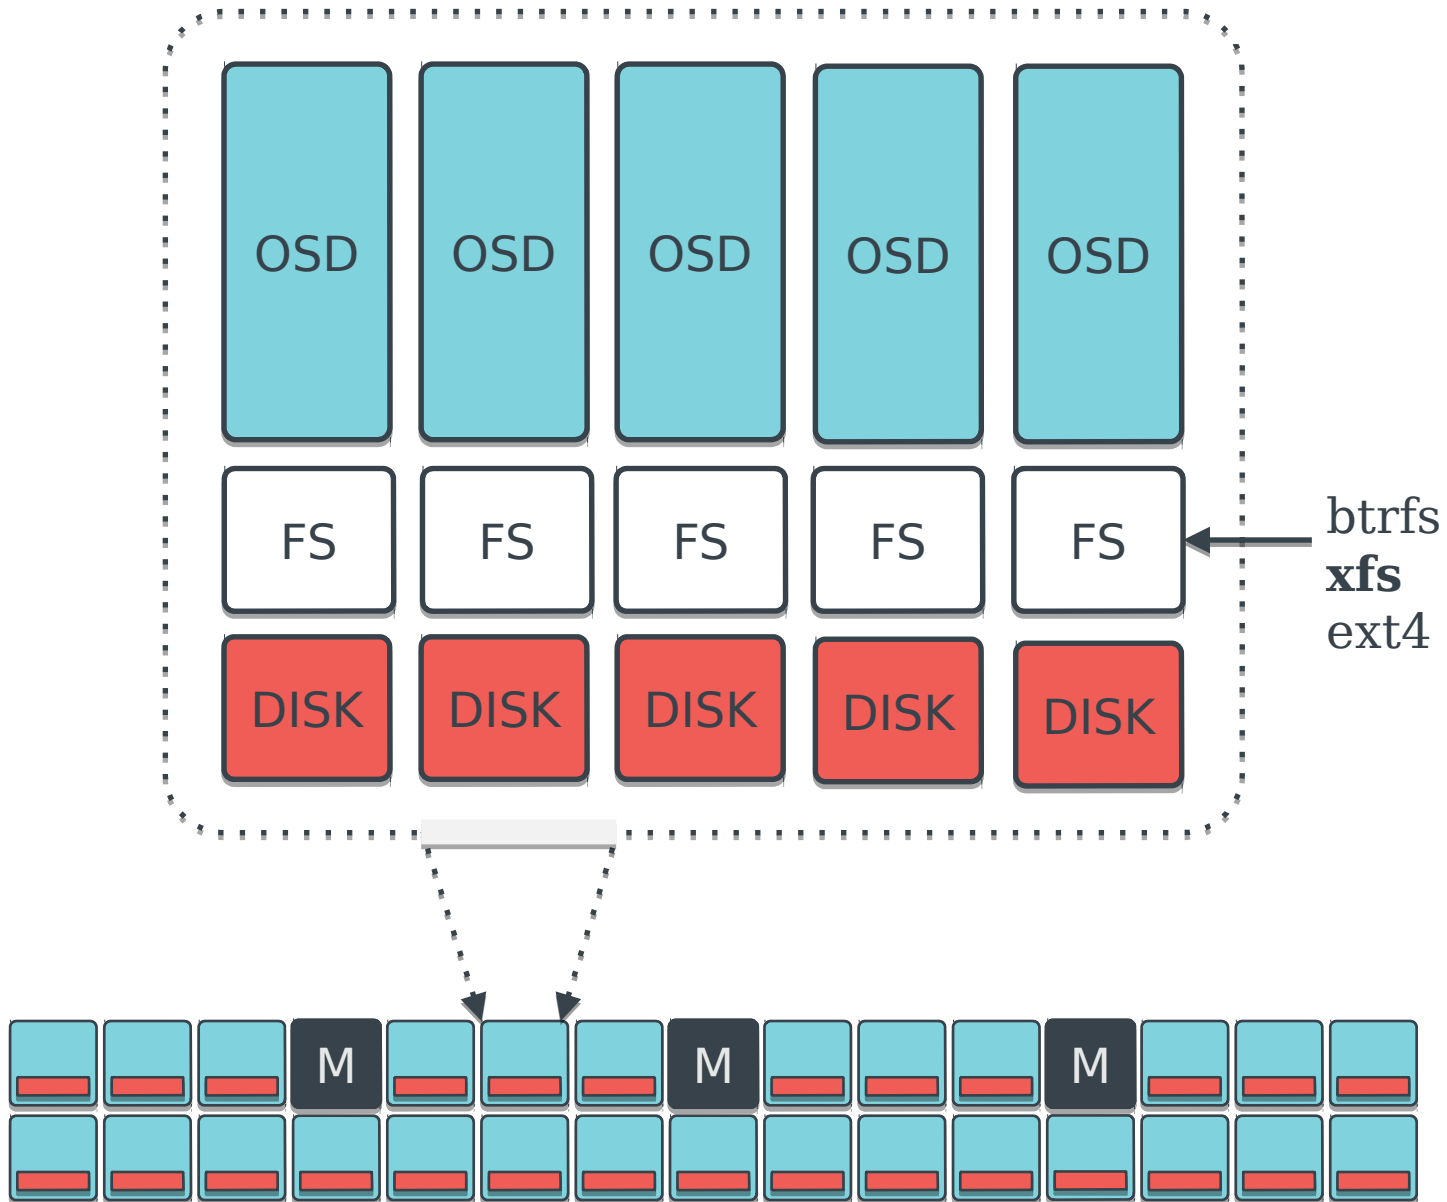 OSD OSD OSD OSD OSD
FS FS FS FS FS
btrfs
xfs
ext4
DISK DISK DISK DISK DISK
M M M